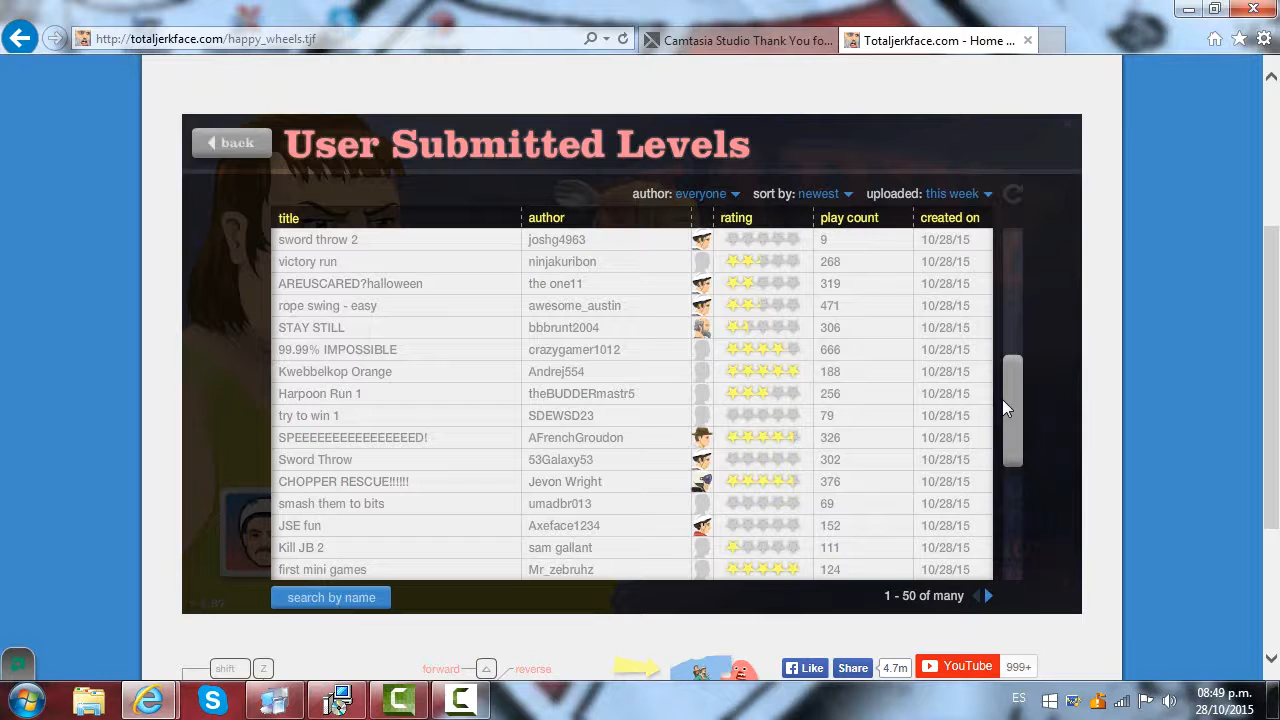 http://totaljerkface.com/happy_wheels.tjf
Camtasia Studio Thank You fo...
Totaljerkface.com - Home ...
back
User Submitted Levels
author: everyone sort by: newest uploaded: this week
title author rating play count created on
sword throw 2 joshg4963 9 10/28/15
victory run ninjakuribon 268 10/28/15
AREUSCARED?halloween the one11 319 10/28/15
rope swing - easy awesome_austin 471 10/28/15
STAY STILL bbbrunt2004 306 10/28/15
99.99% IMPOSSIBLE crazygamer1012 666 10/28/15
Kwebbelkop Orange Andrej554 188 10/28/15
Harpoon Run 1 theBUDDERmastr5 256 10/28/15
try to win 1 SDEWSD23 79 10/28/15
SPEEEEEEEEEEEEEEEED! AFrenchGroudon 326 10/28/15
Sword Throw 53Galaxy53 302 10/28/15
CHOPPER RESCUE!!!!!! Jevon Wright 376 10/28/15
smash them to bits umadbr013 69 10/28/15
JSE fun Axeface1234 152 10/28/15
Kill JB 2 sam gallant 111 10/28/15
first mini games Mr_zebruhz 124 10/28/15
search by name
1 - 50 of many
shift Z
forward reverse
Like Share 4.7m YouTube 999+
ES
08:49 p.m.
28/10/2015